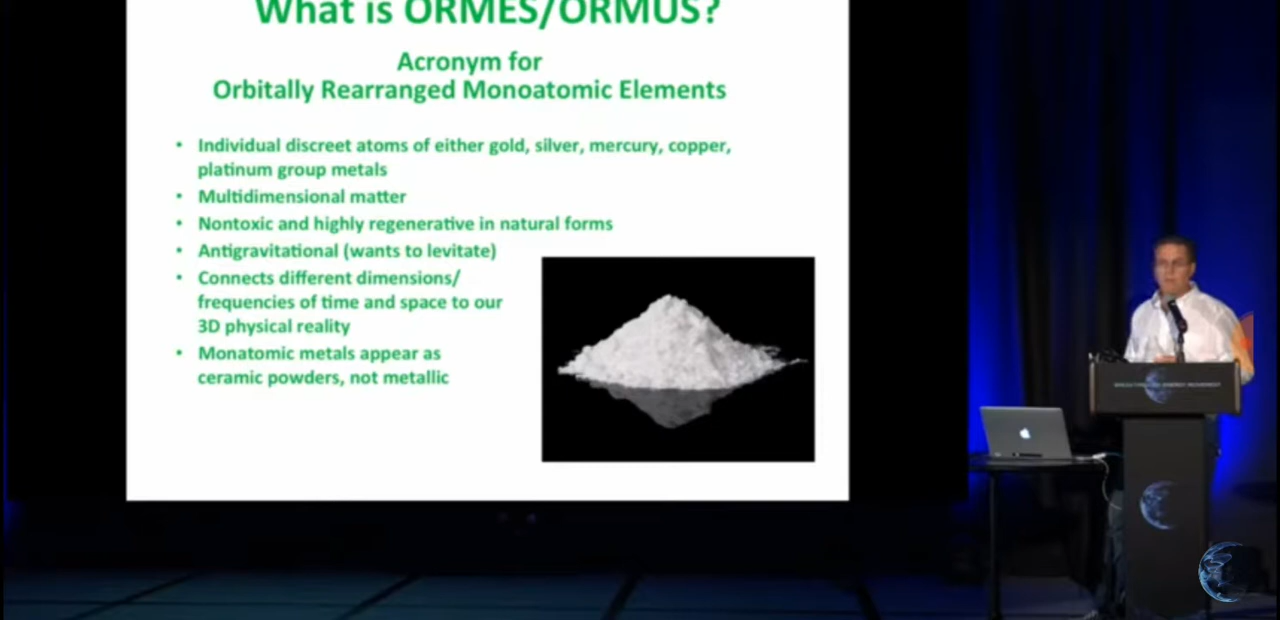 What is ORMES/ORMUS?
Acronym for
Orbitally Rearranged Monoatomic Elements
• Individual discreet atoms of either gold, silver, mercury, copper,
platinum group metals
• Multidimensional matter
• Nontoxic and highly regenerative in natural forms
• Antigravitational (wants to levitate)
• Connects different dimensions/
frequencies of time and space to our
3D physical reality
• Monatomic metals appear as
ceramic powders, not metallic
ENERGY MOVEMENT